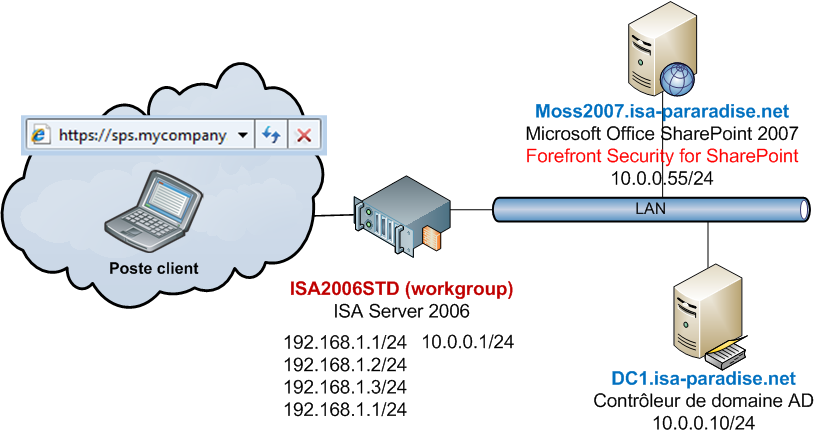 https://sps.mycompany
Poste client
ISA2006STD (workgroup)
ISA Server 2006
192.168.1.1/24 10.0.0.1/24
192.168.1.2/24
192.168.1.3/24
192.168.1.1/24
Moss2007.isa-pararadise.net
Microsoft Office SharePoint 2007
Forefront Security for SharePoint
10.0.0.55/24
LAN
DC1.isa-paradise.net
Contrôleur de domaine AD
10.0.0.10/24